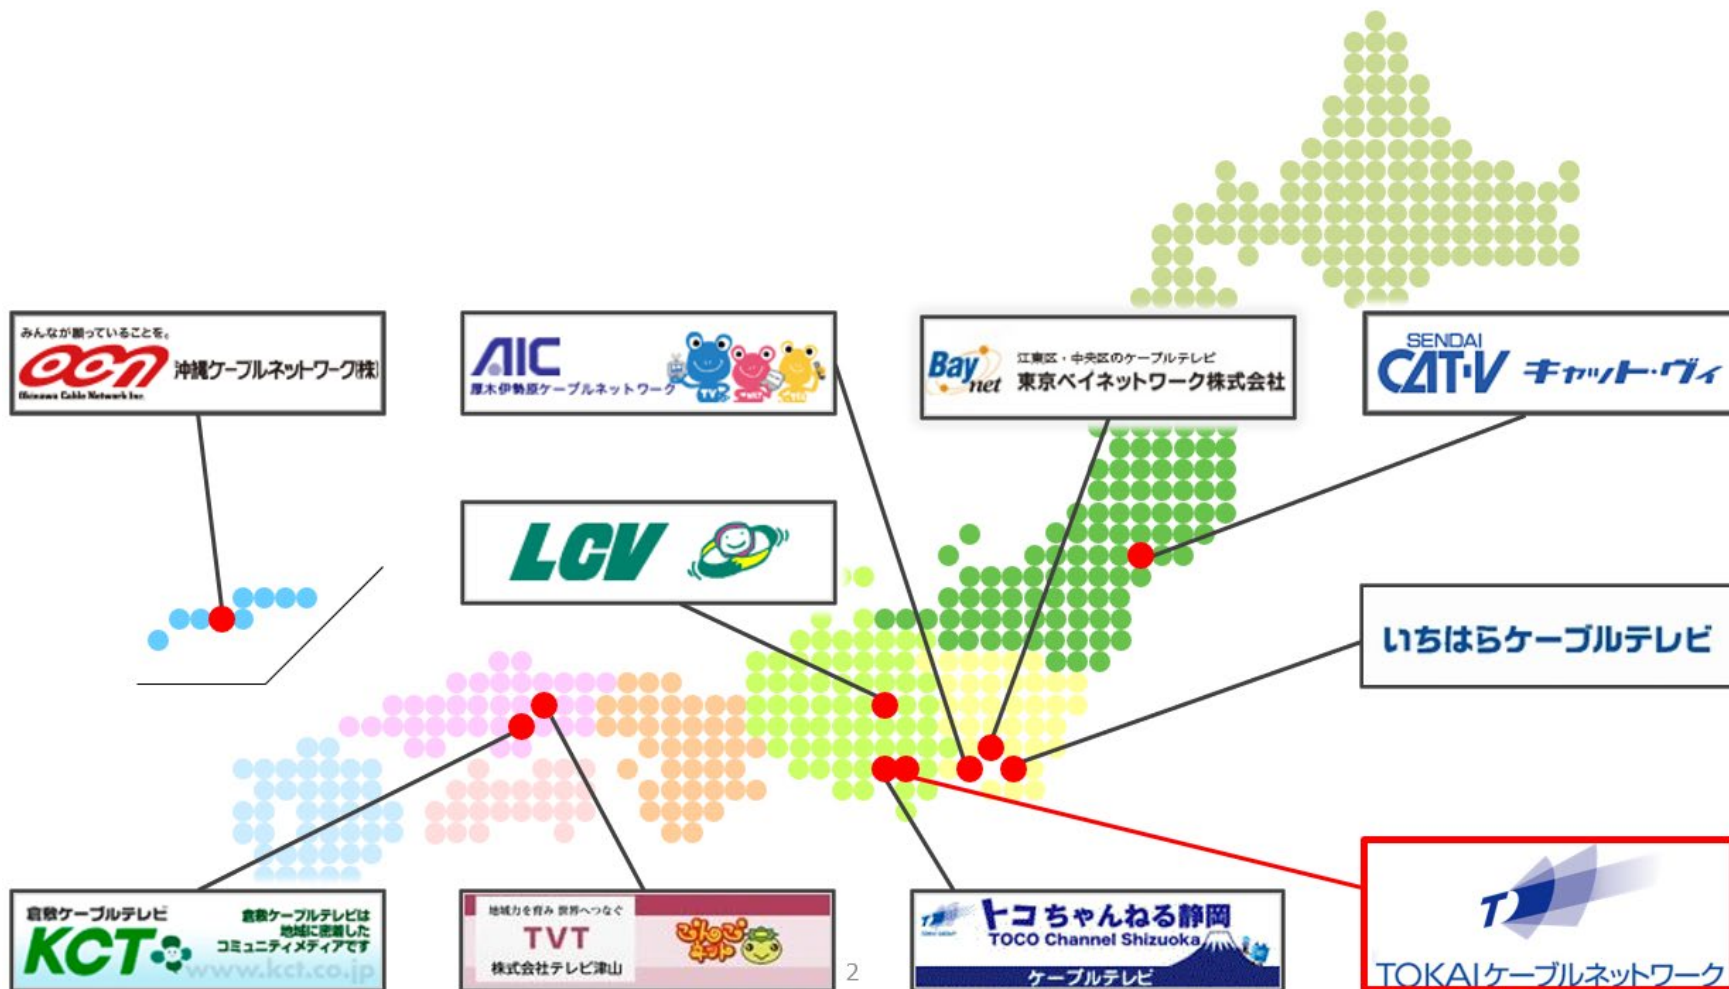 みんなが願っていることを。
OCN 沖縄ケーブルネットワーク(株)
Okinawa Cable Network Inc.
AIC
厚木伊勢原ケーブルネットワーク
Bay net
江東区・中央区のケーブルテレビ
東京ベイネットワーク株式会社
SENDAI
CAT-V キャット・ヴィ
LCV
いちはらケーブルテレビ
倉敷ケーブルテレビ
KCT
倉敷ケーブルテレビは
地域に密着した
コミュニティメディアです
www.kct.co.jp
地域力を育み 世界へつなぐ
TVT
株式会社テレビ津山
ごんごネット
2
トコちゃんねる静岡
TOCO Channel Shizuoka
ケーブルテレビ
T
TOKAIケーブルネットワーク